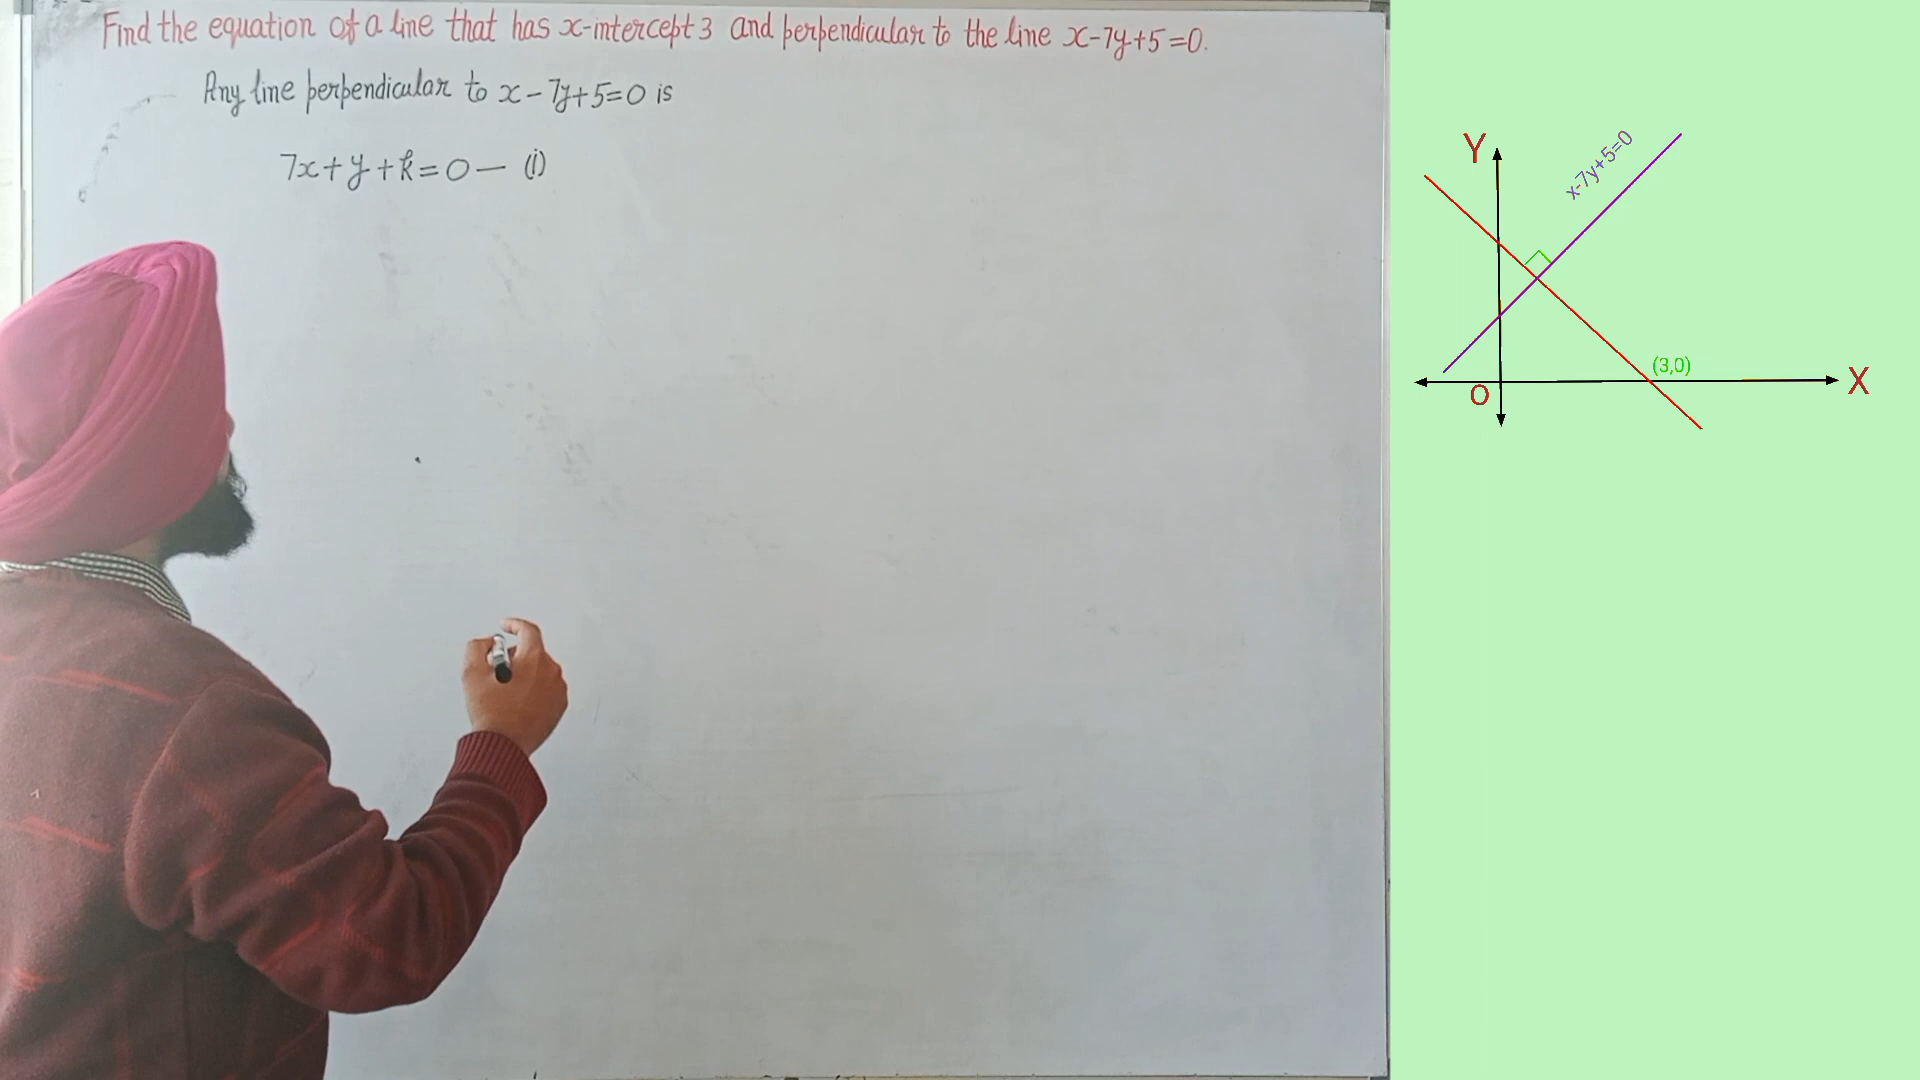 Find the equation of a line that has x-intercept 3 and perpendicular to the line x-7y+5=0.
Any line perpendicular to x-7y+5=0 is
7x+y+k=0 — (i)
Y
x-7y+5=0
(3,0)
O
X